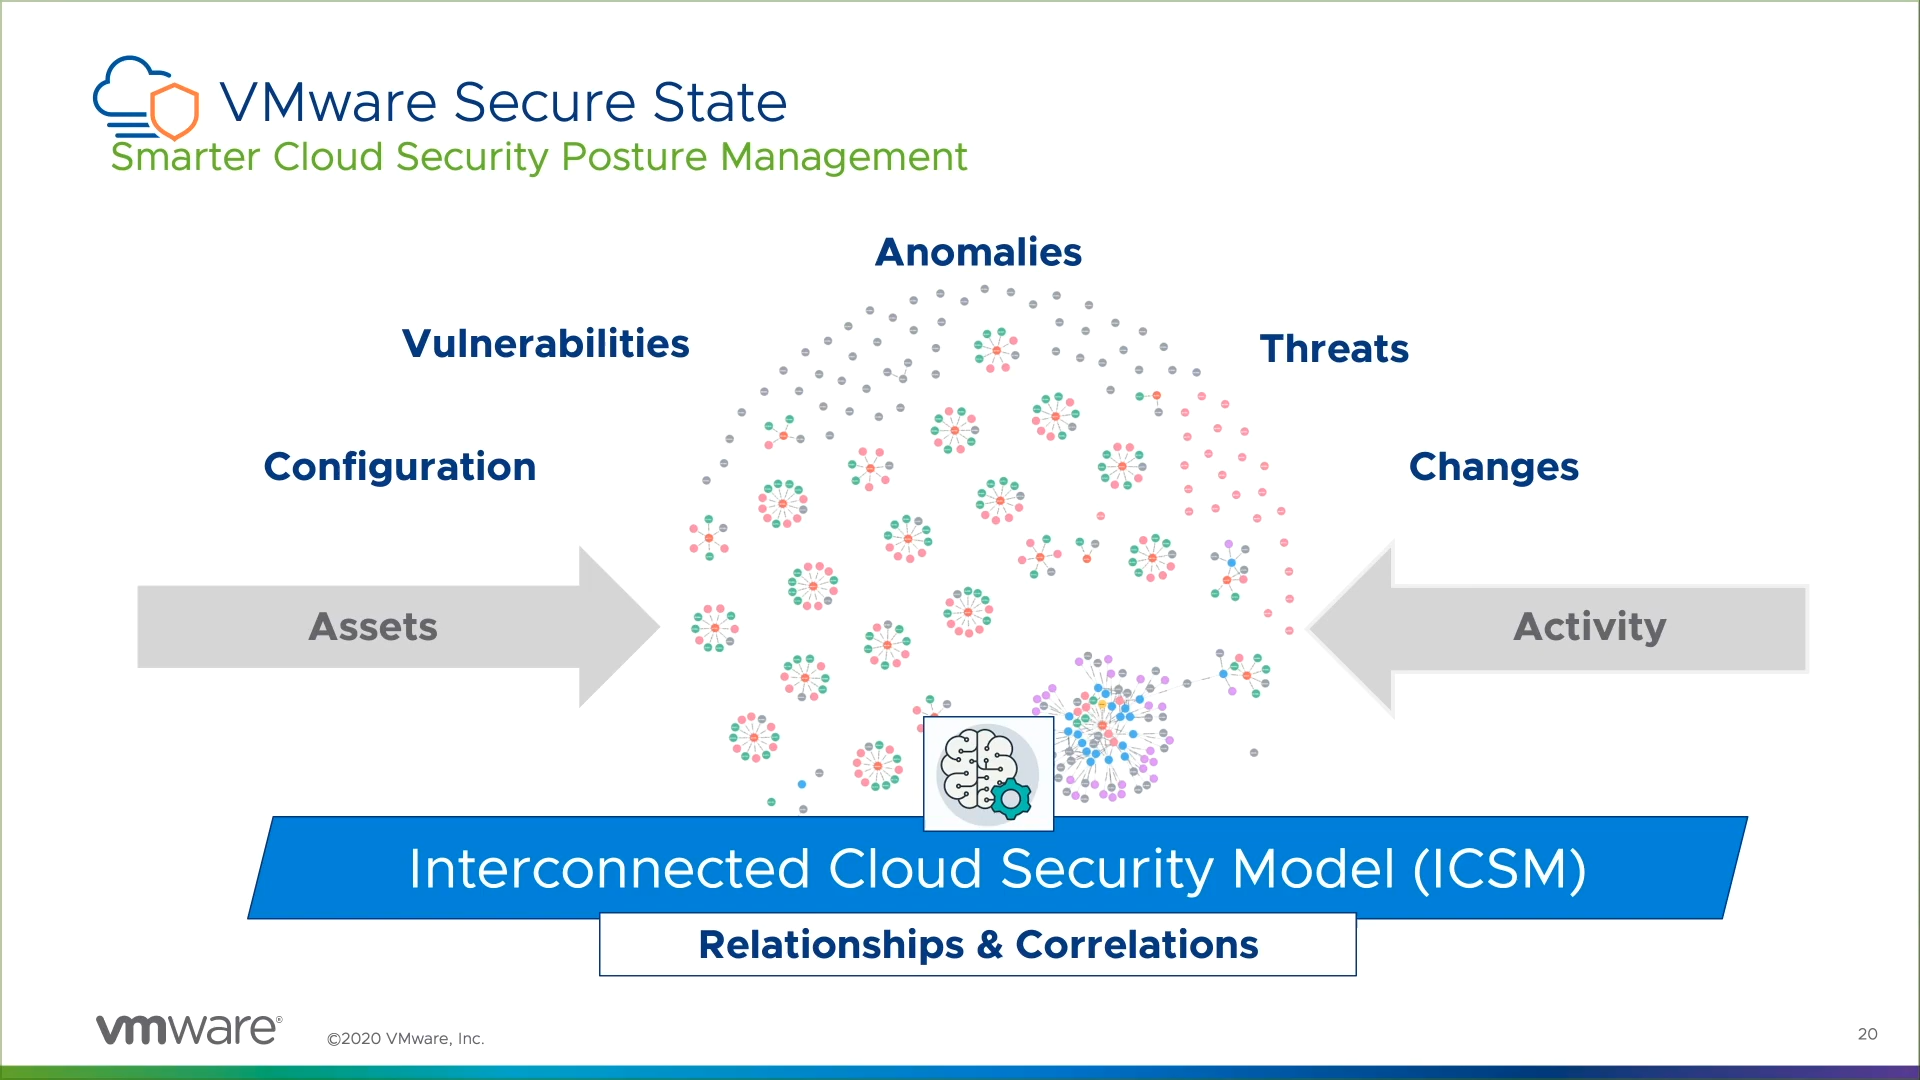 VMware Secure State
Smarter Cloud Security Posture Management
Anomalies
Vulnerabilities
Threats
Configuration
Changes
Assets
Activity
Interconnected Cloud Security Model (ICSM)
Relationships & Correlations
vmware®
©2020 VMware, Inc.
20